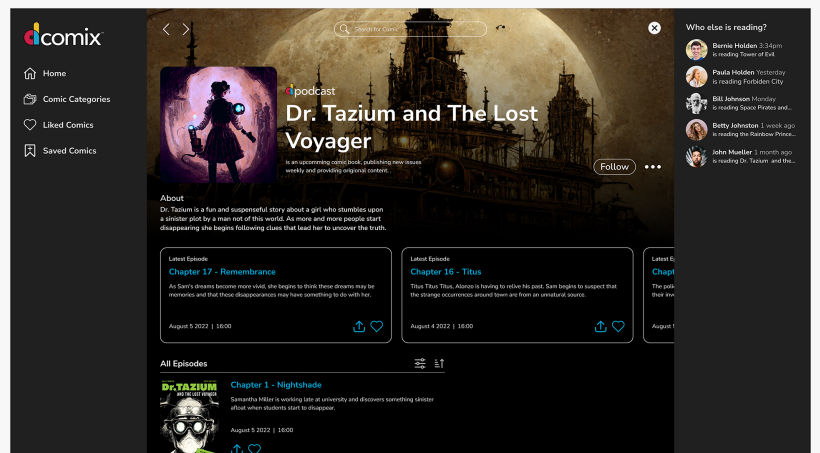 dcomix
Home
Comic Categories
Liked Comics
Saved Comics
Search for Comic
podcast
Dr. Tazium and The Lost
Voyager
is an upcomming comic book, publishing new issues
weekly and providing origional content.
Follow
About
Dr. Tazium is a fun and suspenseful story about a girl who stumbles upon
a sinister plot by a man not of this world. As more and more people start
disappearing she begins following clues that lead her to uncover the truth.
Latest Episode
Chapter 17 - Remembrance
As Sam's dreams become more vivid, she begins to think these dreams may be
memories and that these disappearances may have something to do with her.
August 5 2022 | 16:00
Latest Episode
Chapter 16 - Titus
Titus Titus Titus, Alonzo is having to relive his past. Sam begins to suspect that
the strange occurrences around town are from an unnatural source.
August 4 2022 | 16:00
Latest E
Chapt
The poli
their inv
August
All Episodes
Dr. TAZIUM
AND THE LOST VOYAGER
Chapter 1 - Nightshade
Samantha Miller is working late at university and discovers something sinister
afloat when students start to disappear.
August 5 2022 | 16:00
Who else is reading?
Bernie Holden 3:34pm
is reading Tower of Evil
Paula Holden Yesterday
is reading Forbiden City
Bill Johnson Monday
is reading Space Pirates and...
Betty Johnston 1 week ago
is reading the Rainbow Prince...
John Mueller 1 month ago
is reading Dr. Tazium and the...